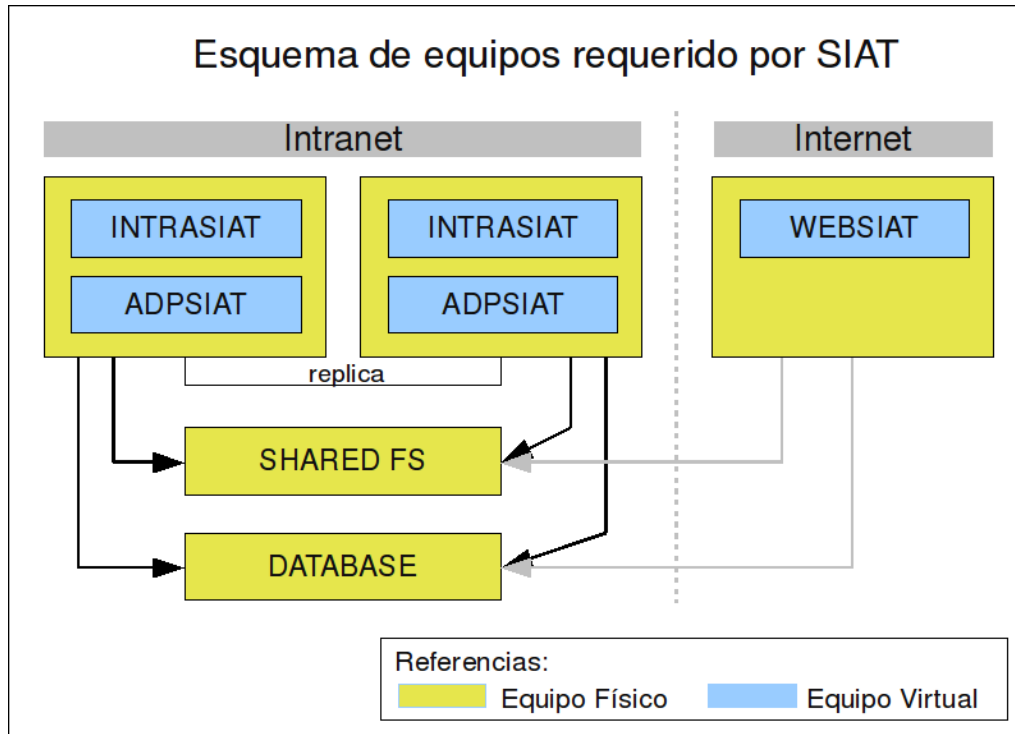 Esquema de equipos requerido por SIAT
Intranet
Internet
INTRASIAT
INTRASIAT
WEBSIAT
ADPSIAT
ADPSIAT
replica
SHARED FS
DATABASE
Referencias:
Equipo Físico
Equipo Virtual